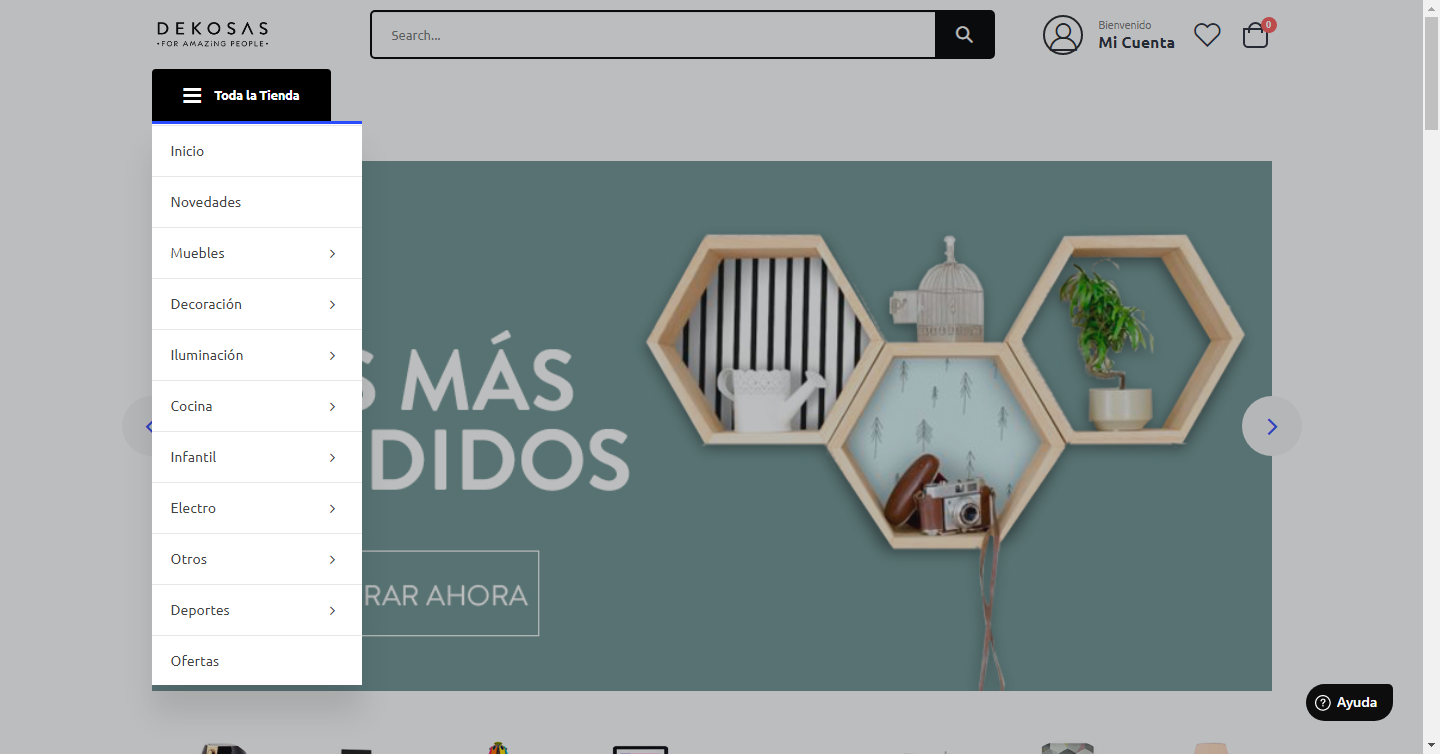 DEKOSAS
•FOR AMAZiNG PEOPLE•
Search...
Bienvenido
Mi Cuenta
0
Toda la Tienda
Inicio
Novedades
Muebles
Decoración
Iluminación
Cocina
Infantil
Electro
Otros
Deportes
Ofertas
S MÁS
DIDOS
RAR AHORA
Ayuda